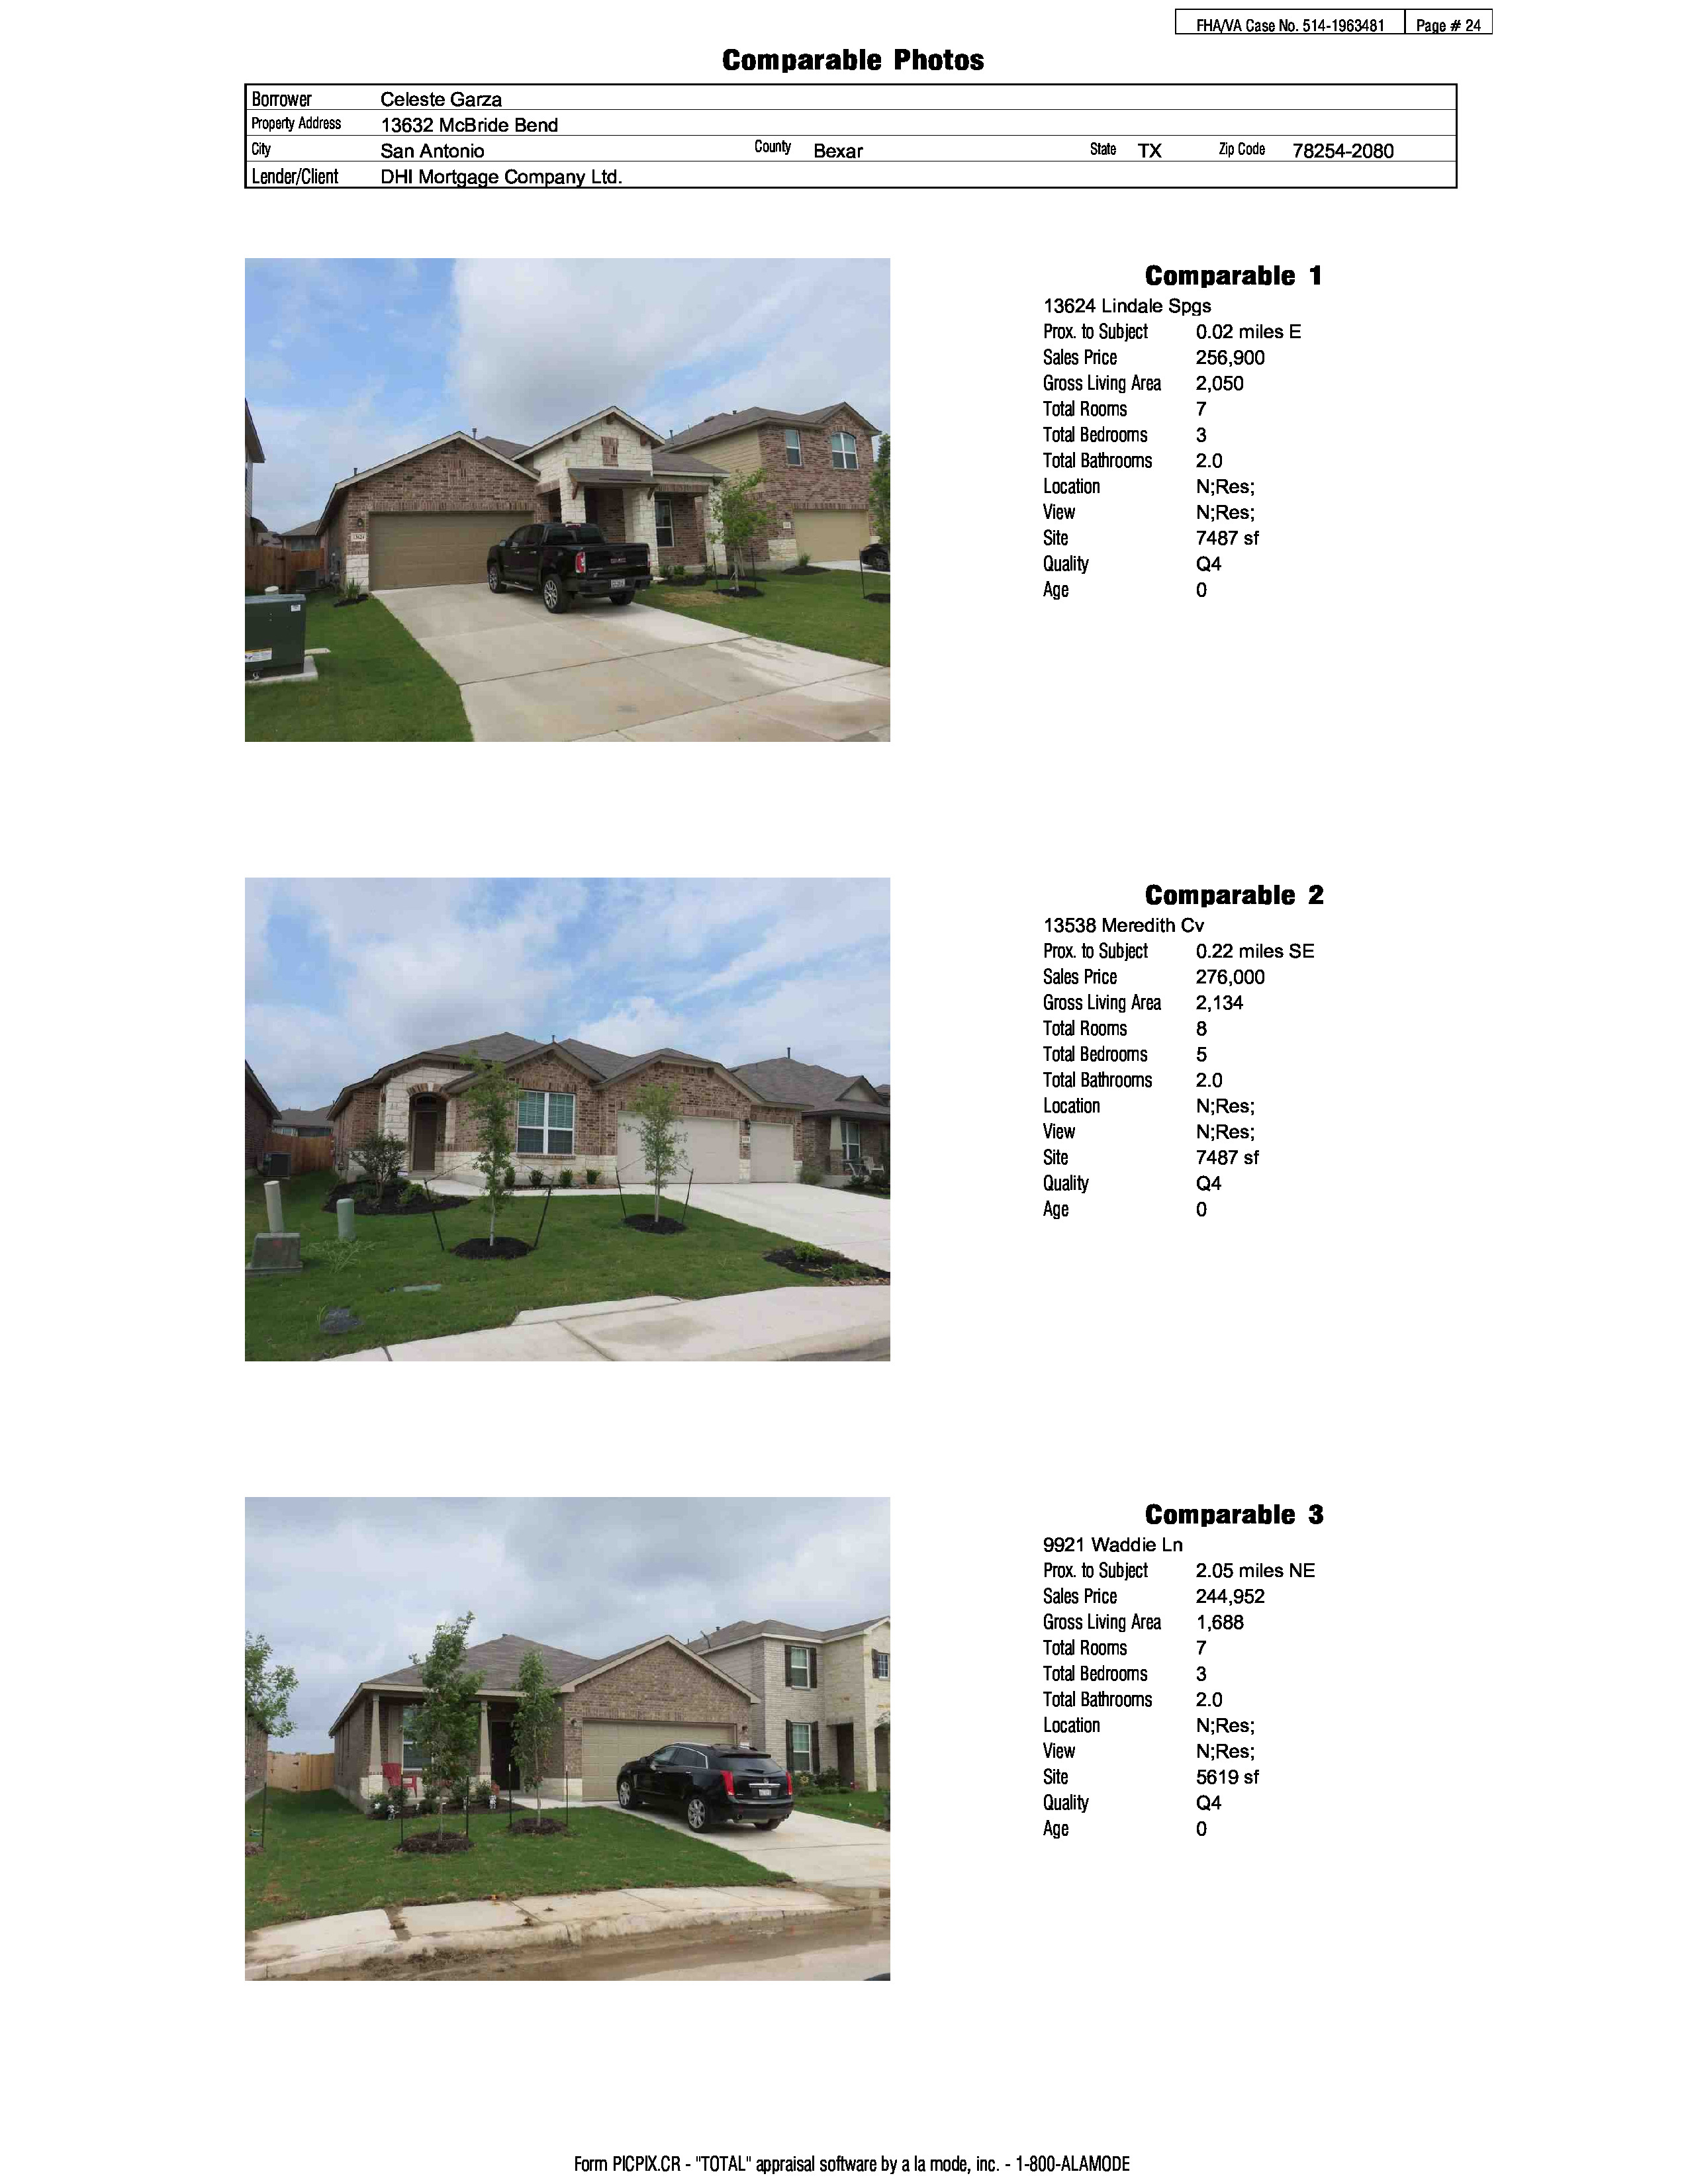 FHA/VA Case No. 514-1963481 Page # 24
Comparable Photos
Borrower Celeste Garza
Property Address 13632 McBride Bend
City San Antonio County Bexar State TX Zip Code 78254-2080
Lender/Client DHI Mortgage Company Ltd.
Comparable 1
13624 Lindale Spgs
Prox. to Subject 0.02 miles E
Sales Price 256,900
Gross Living Area 2,050
Total Rooms 7
Total Bedrooms 3
Total Bathrooms 2.0
Location N;Res;
View N;Res;
Site 7487 sf
Quality Q4
Age 0
13624
Comparable 2
13538 Meredith Cv
Prox. to Subject 0.22 miles SE
Sales Price 276,000
Gross Living Area 2,134
Total Rooms 8
Total Bedrooms 5
Total Bathrooms 2.0
Location N;Res;
View N;Res;
Site 7487 sf
Quality Q4
Age 0
Comparable 3
9921 Waddie Ln
Prox. to Subject 2.05 miles NE
Sales Price 244,952
Gross Living Area 1,688
Total Rooms 7
Total Bedrooms 3
Total Bathrooms 2.0
Location N;Res;
View N;Res;
Site 5619 sf
Quality Q4
Age 0
Form PICPIX.CR - "TOTAL" appraisal software by a la mode, inc. - 1-800-ALAMODE